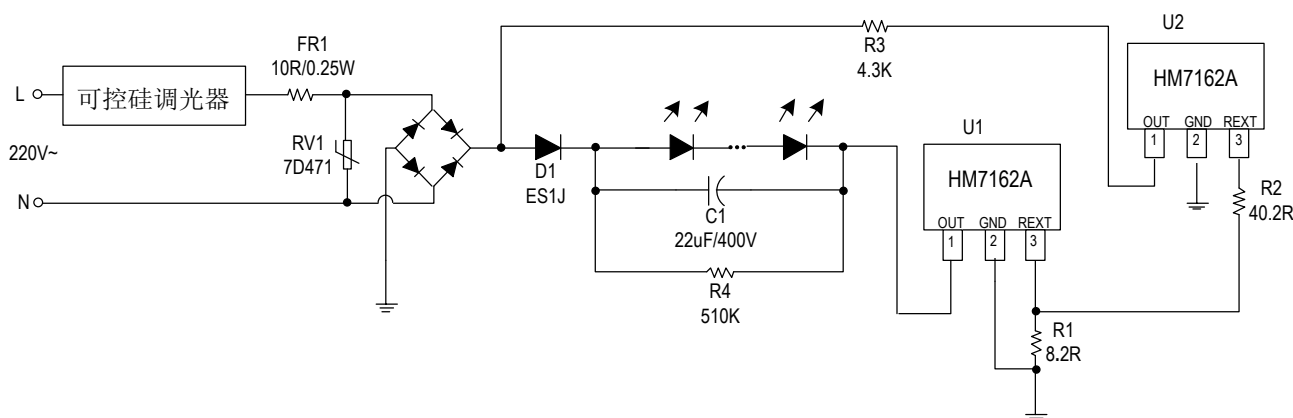 L
可控硅调光器
FR1
10R/0.25W
220V~
RV1
7D471
N
D1
ES1J
C1
22uF/400V
R4
510K
R3
4.3K
U1
HM7162A
OUT GND REXT
1 2 3
R1
8.2R
U2
HM7162A
OUT GND REXT
1 2 3
R2
40.2R